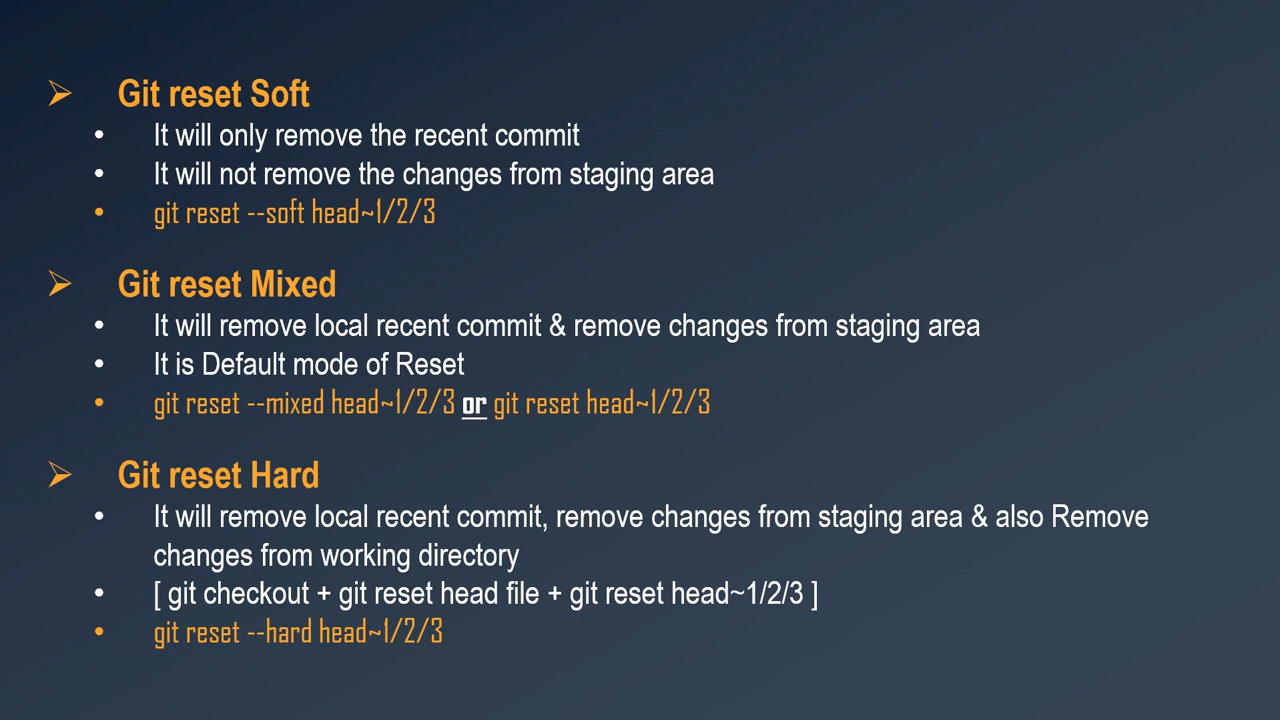 Git reset Soft
It will only remove the recent commit
It will not remove the changes from staging area
git reset --soft head~1/2/3
Git reset Mixed
It will remove local recent commit & remove changes from staging area
It is Default mode of Reset
git reset --mixed head~1/2/3 or git reset head~1/2/3
Git reset Hard
It will remove local recent commit, remove changes from staging area & also Remove
changes from working directory
[ git checkout + git reset head file + git reset head~1/2/3 ]
git reset --hard head~1/2/3